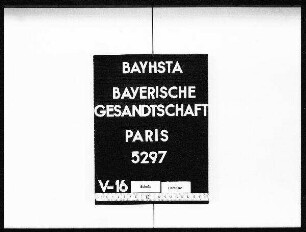 BAYHSTA
BAYERISCHE
GESANDTSCHAFT
PARIS
5297
V-16